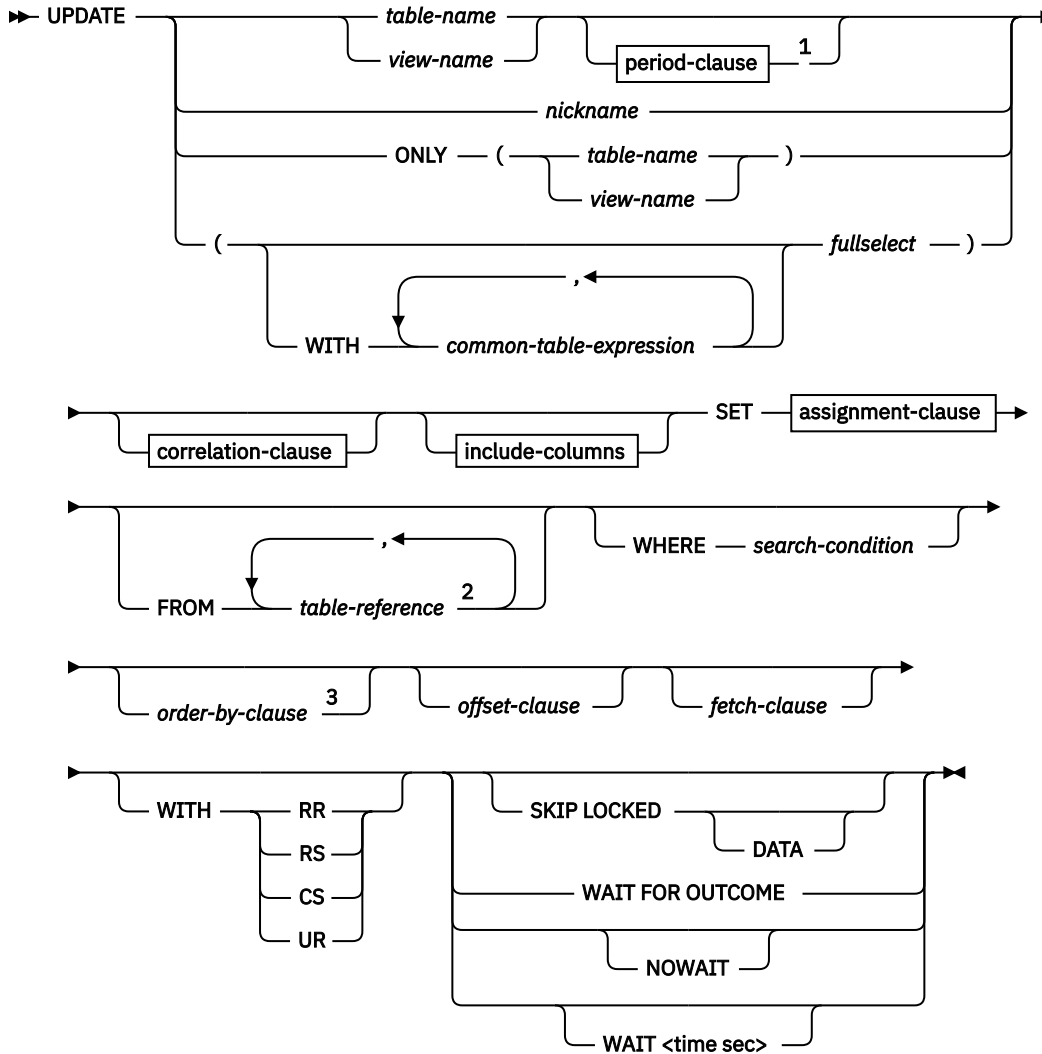 UPDATE table-name
view-name period-clause 1
nickname
ONLY ( table-name )
view-name
( fullselect )
,
WITH common-table-expression
SET assignment-clause
correlation-clause include-columns
,
WHERE search-condition
FROM table-reference 2
order-by-clause 3 offset-clause fetch-clause
WITH RR SKIP LOCKED
RS DATA
CS WAIT FOR OUTCOME
UR
NOWAIT
WAIT <time sec>